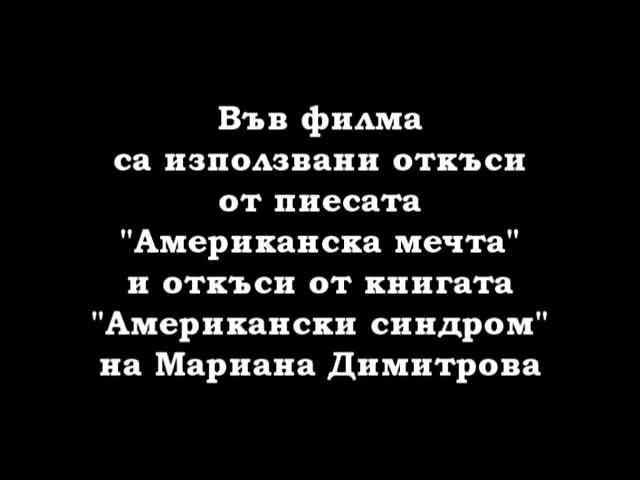 Във филма
са използвани откъси
от пиесата
"Американска мечта"
и откъси от книгата
"Американски синдром"
на Мариана Димитрова